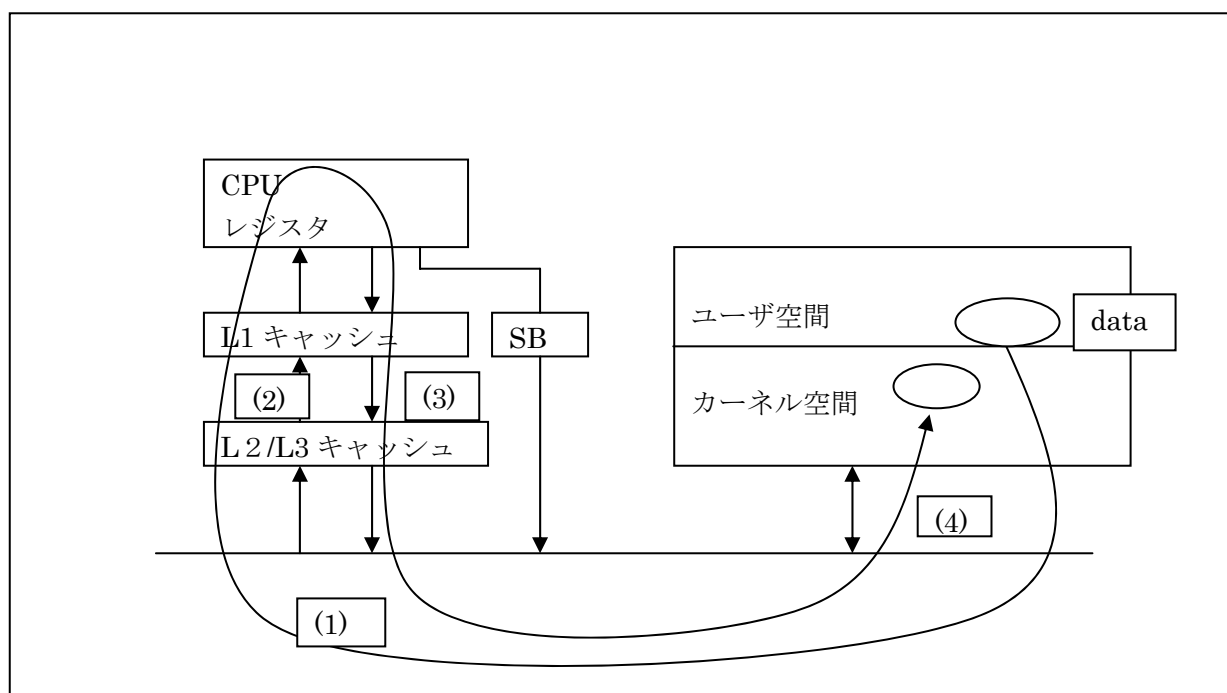 CPU
レジスタ
L1 キャッシュ
SB
ユーザ空間
data
(2)
(3)
カーネル空間
L２/L3 キャッシュ
(4)
(1)